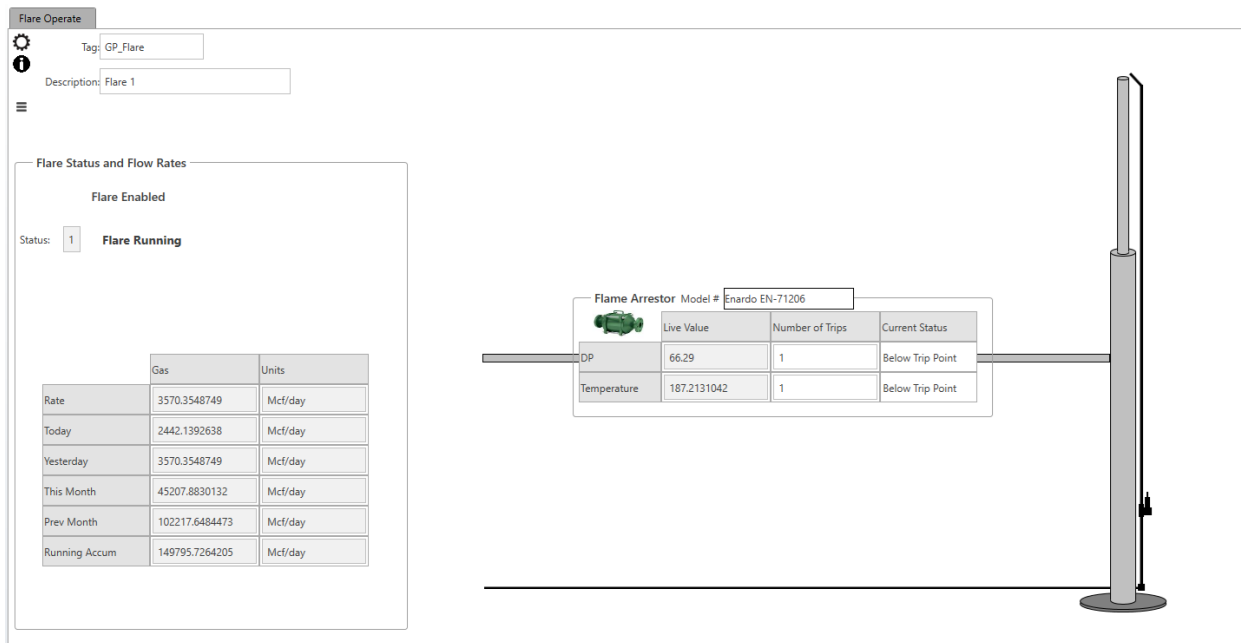 Flare Operate
Tag: GP_Flare
Description: Flare 1
Flare Status and Flow Rates
Flare Enabled
Status: 1 Flare Running
Gas Units
Rate 3570.3548749 Mcf/day
Today 2442.1392638 Mcf/day
Yesterday 3570.3548749 Mcf/day
This Month 45207.8830132 Mcf/day
Prev Month 102217.6484473 Mcf/day
Running Accum 149795.7264205 Mcf/day
Flame Arrestor Model # Enardo EN-71206
Live Value Number of Trips Current Status
DP 66.29 1 Below Trip Point
Temperature 187.2131042 1 Below Trip Point